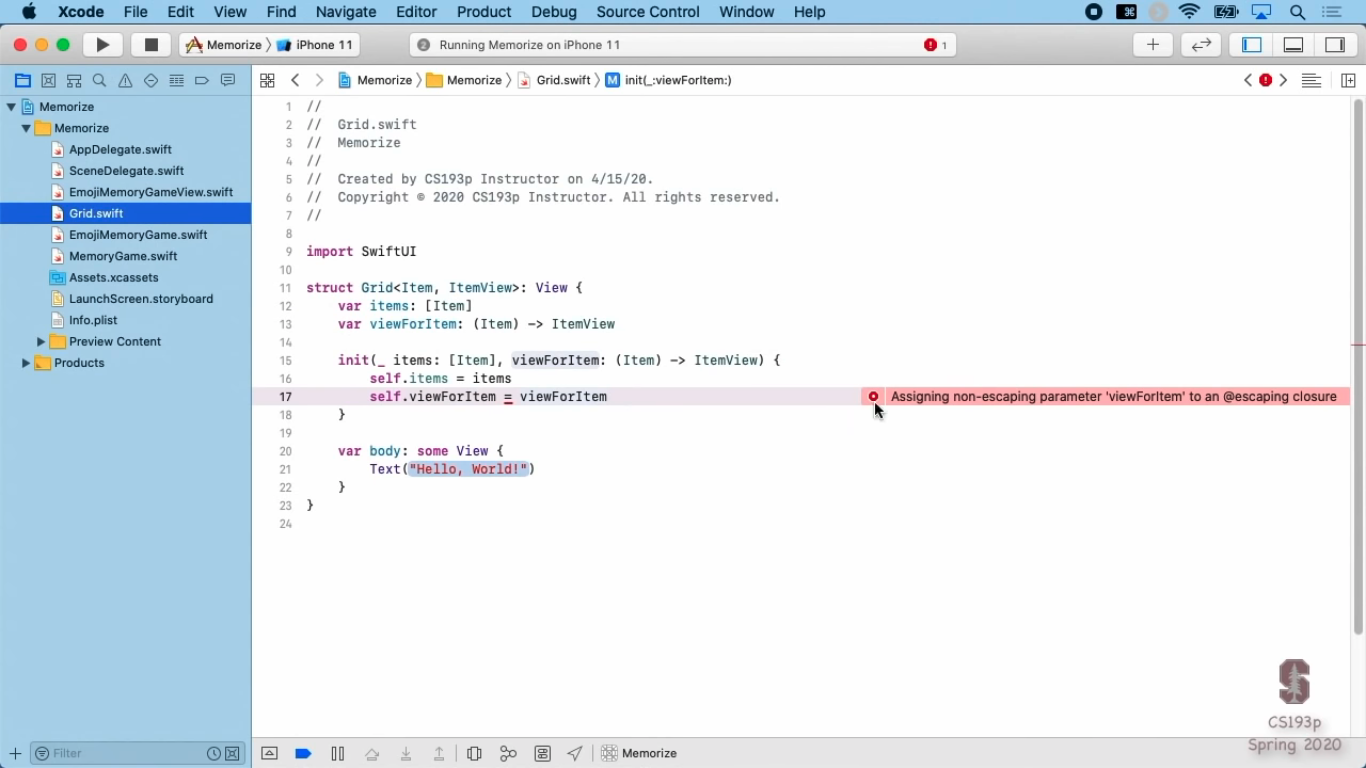 Xcode File Edit View Find Navigate Editor Product Debug Source Control Window Help
Memorize iPhone 11
2 Running Memorize on iPhone 11 1
Memorize Memorize Grid.swift M init(_:viewForItem:)
Memorize
Memorize
AppDelegate.swift
SceneDelegate.swift
EmojiMemoryGameView.swift
Grid.swift
EmojiMemoryGame.swift
MemoryGame.swift
Assets.xcassets
LaunchScreen.storyboard
Info.plist
Preview Content
Products
1 //
2 //  Grid.swift
3 //  Memorize
4 //
5 //  Created by CS193p Instructor on 4/15/20.
6 //  Copyright © 2020 CS193p Instructor. All rights reserved.
7 //
8
9 import SwiftUI
10
11 struct Grid<Item, ItemView>: View {
12     var items: [Item]
13     var viewForItem: (Item) -> ItemView
14
15     init(_ items: [Item], viewForItem: (Item) -> ItemView) {
16         self.items = items
17         self.viewForItem = viewForItem
Assigning non-escaping parameter 'viewForItem' to an @escaping closure
18     }
19
20     var body: some View {
21         Text("Hello, World!")
22     }
23 }
24
Filter
Memorize
S
CS193p
Spring 2020